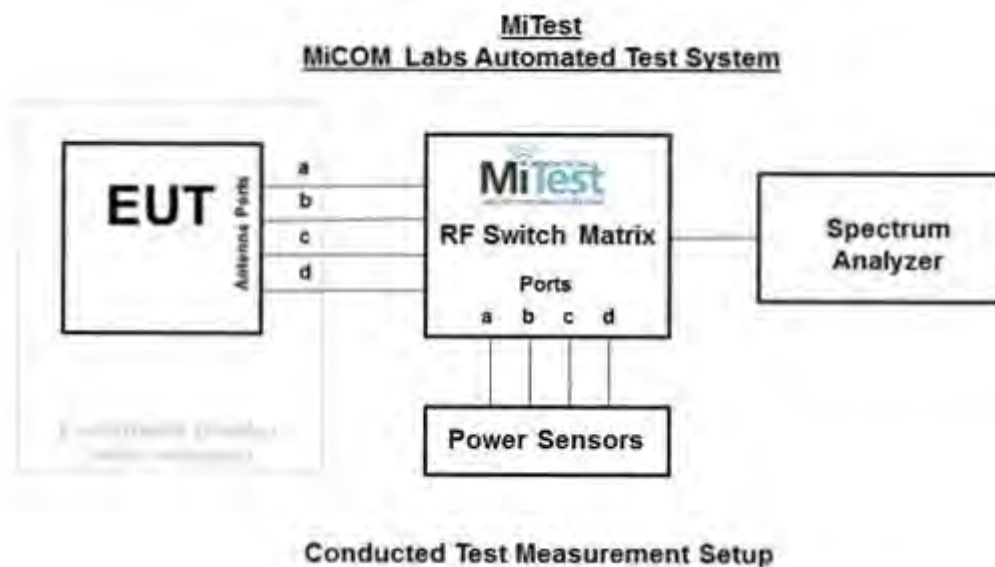 MiTest
MiCOM Labs Automated Test System
EUT
Antenna Ports
a
b
c
d
MiTest
RF Switch Matrix
Ports
a b c d
Spectrum
Analyzer
Power Sensors
Conducted Test Measurement Setup